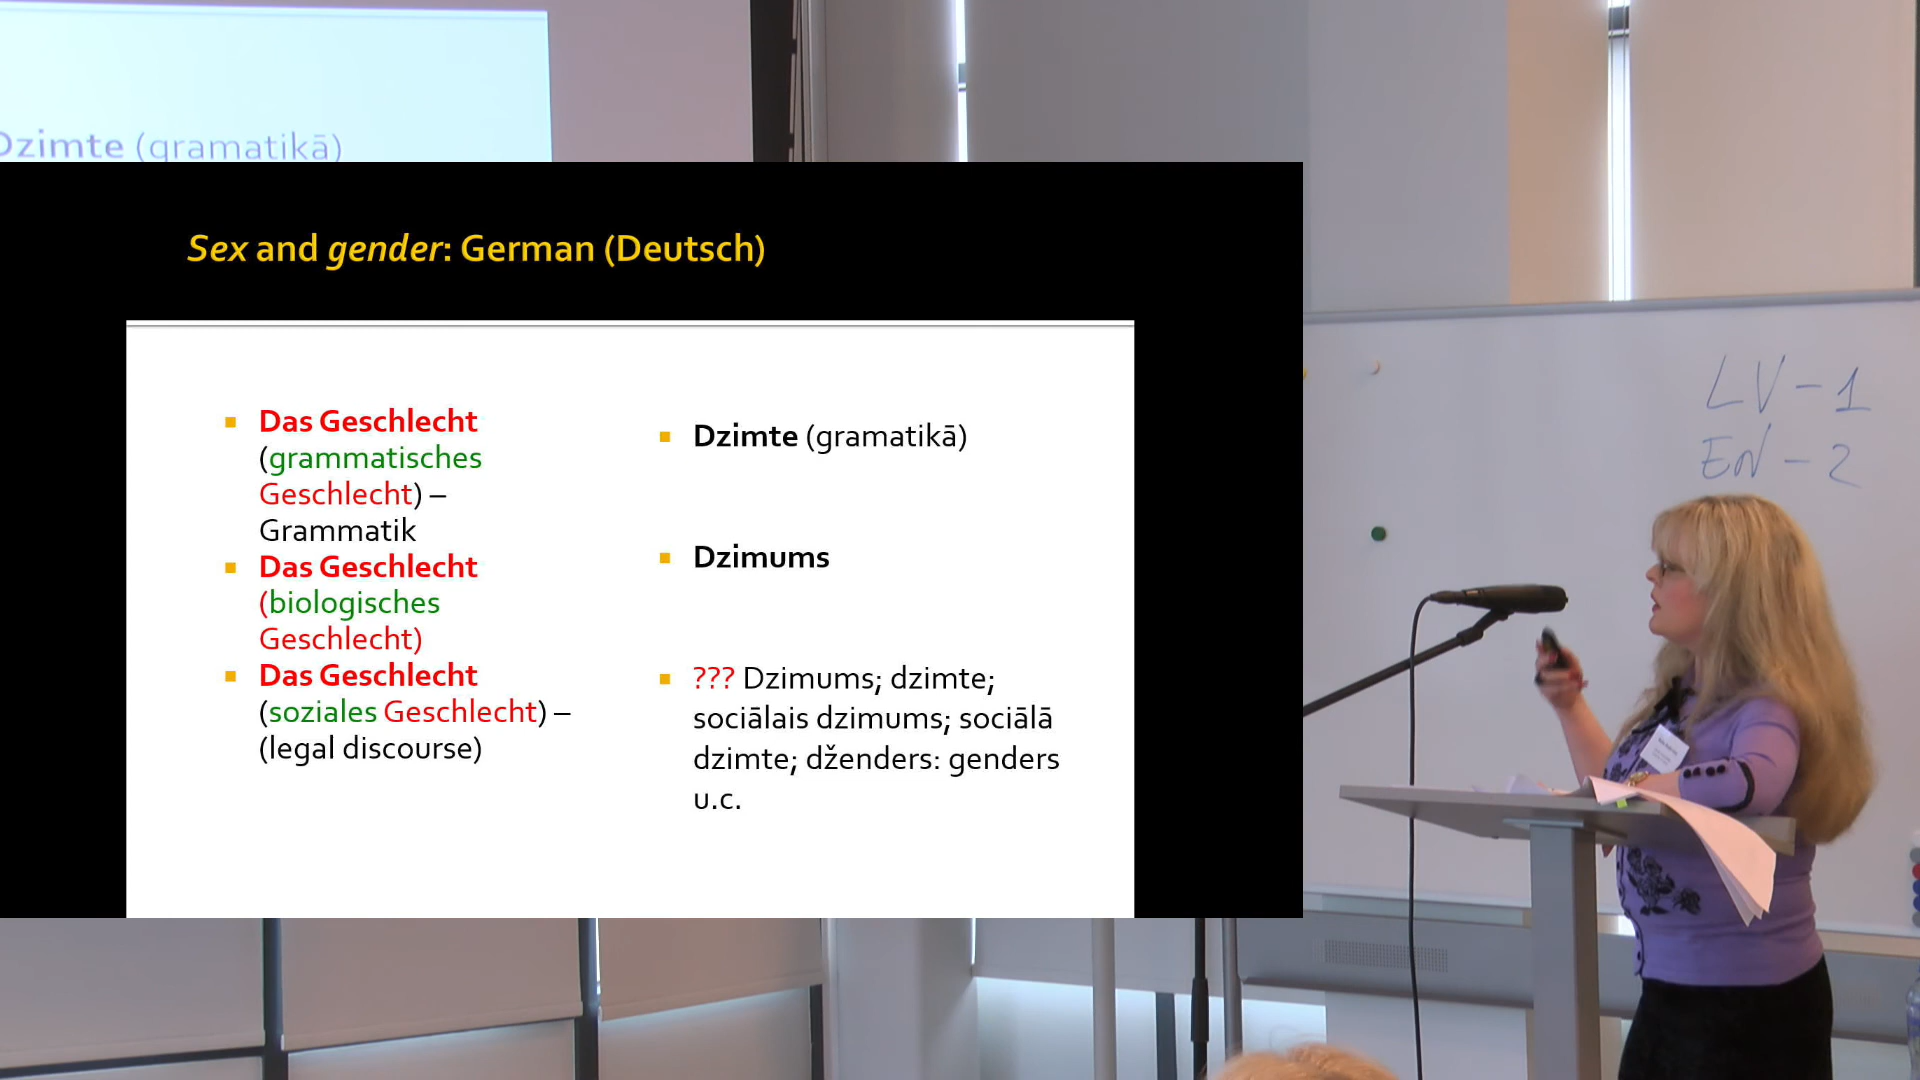 Dzimte (gramatikā)
Sex and gender: German (Deutsch)
Das Geschlecht
(grammatisches
Geschlecht) –
Grammatik
Das Geschlecht
(biologisches
Geschlecht)
Das Geschlecht
(soziales Geschlecht) –
(legal discourse)
Dzimte (gramatikā)
Dzimums
??? Dzimums; dzimte;
sociālais dzimums; sociālā
dzimte; dženders: genders
u.c.
LV - 1
EN - 2